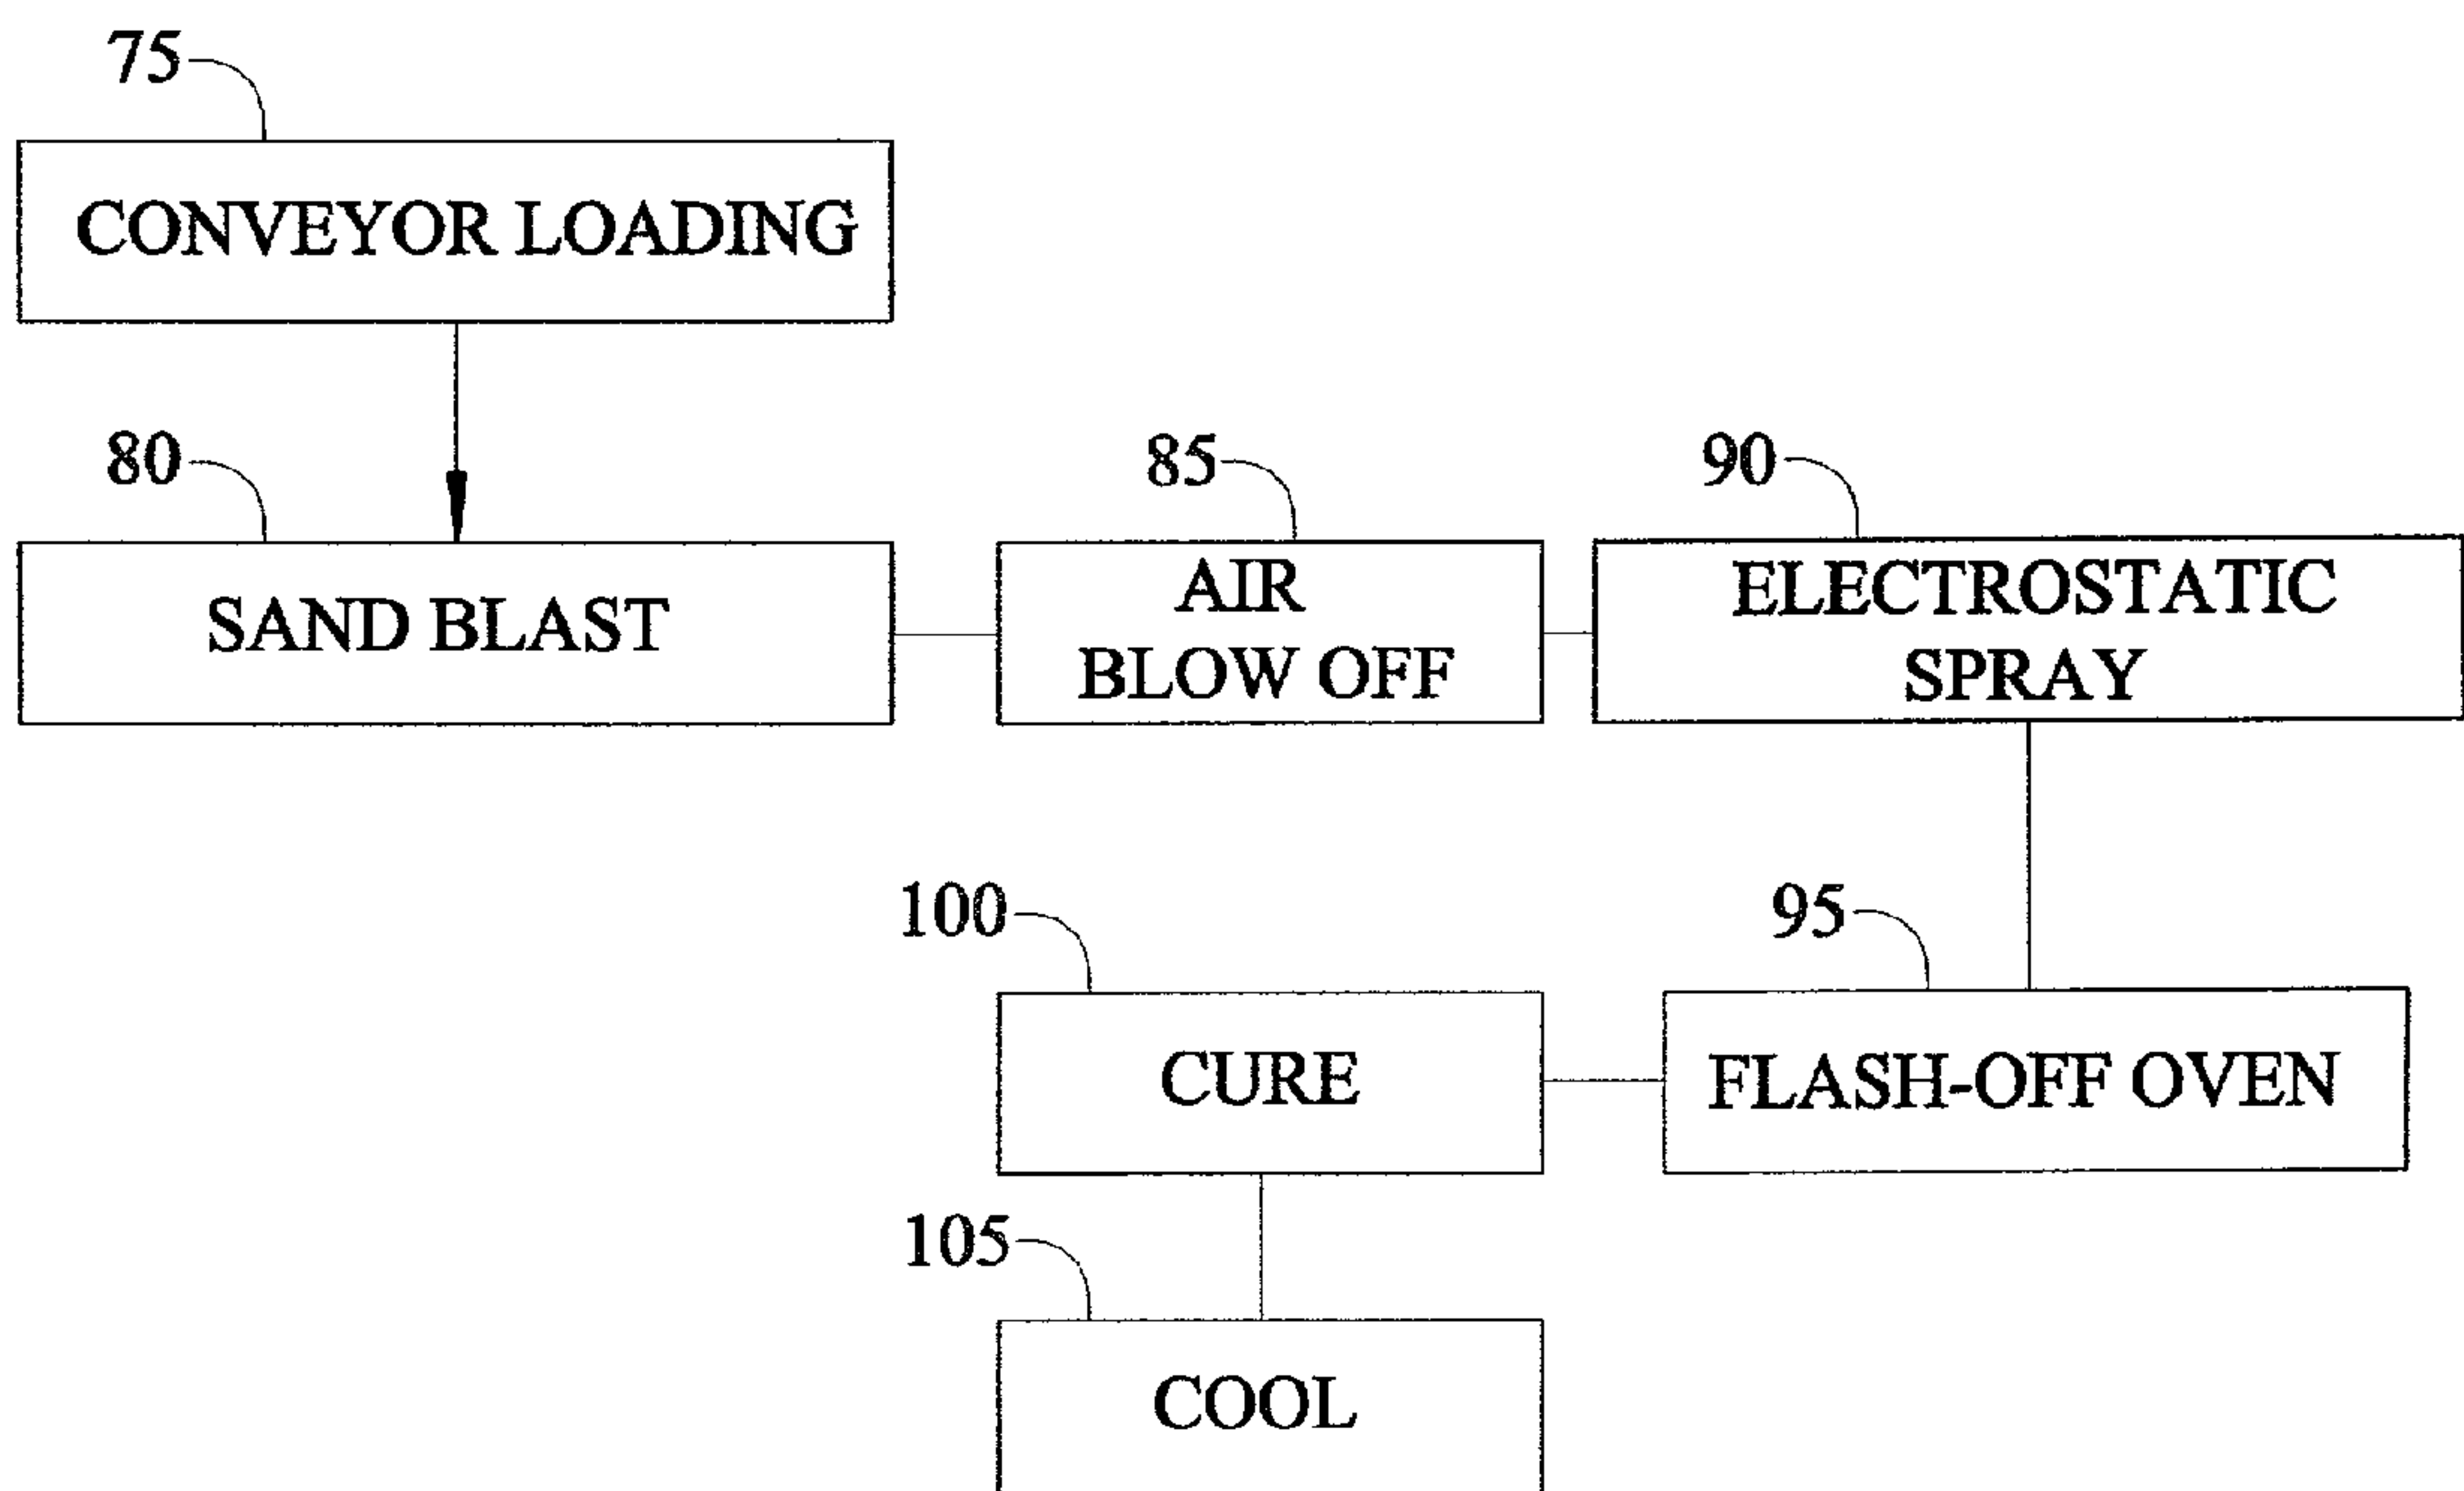 75
CONVEYOR LOADING
80
SAND BLAST
85
AIR
BLOW OFF
90
ELECTROSTATIC
SPRAY
95
FLASH-OFF OVEN
100
CURE
105
COOL